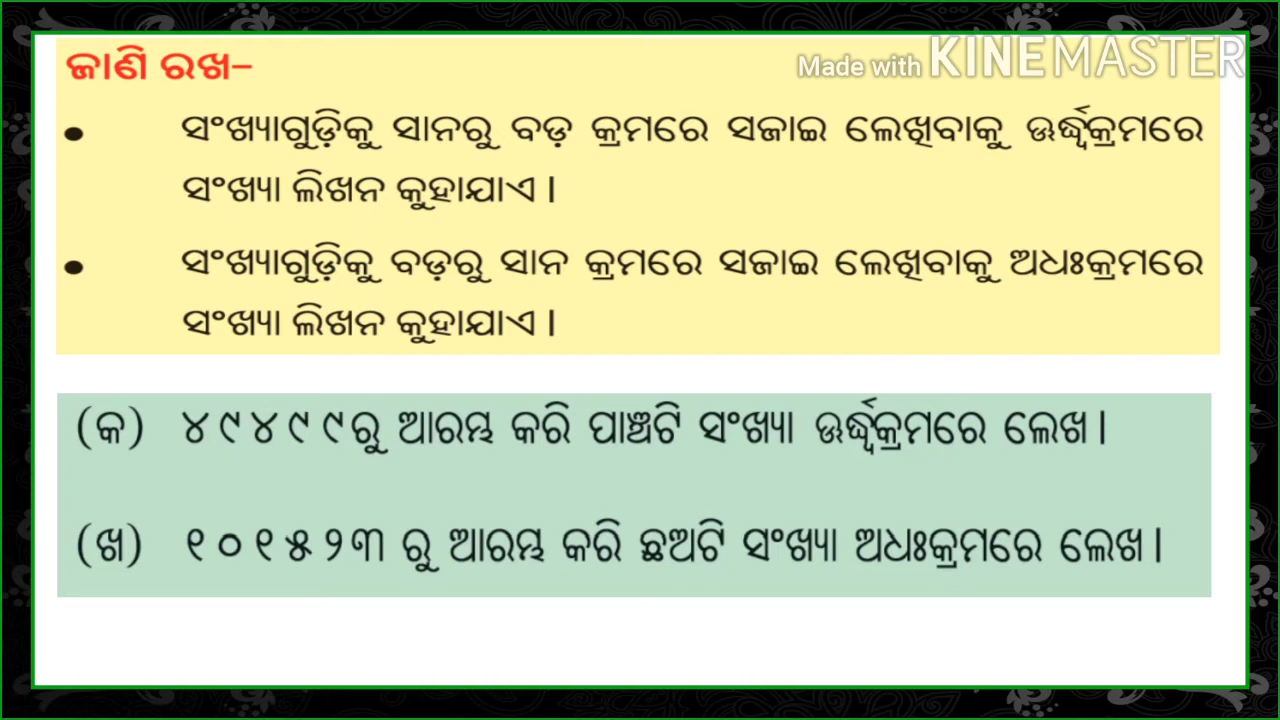 ଜାଣି ରଖ–
Made with KINEMASTER
• ସଂଖ୍ୟାଗୁଡ଼ିକୁ ସାନରୁ ବଡ଼ କ୍ରମରେ ସଜାଇ ଲେଖିବାକୁ ଊର୍ଦ୍ଧ୍ୱକ୍ରମରେ
ସଂଖ୍ୟା ଲିଖନ କୁହାଯାଏ ।
• ସଂଖ୍ୟାଗୁଡ଼ିକୁ ବଡ଼ରୁ ସାନ କ୍ରମରେ ସଜାଇ ଲେଖିବାକୁ ଅଧଃକ୍ରମରେ
ସଂଖ୍ୟା ଲିଖନ କୁହାଯାଏ ।
(କ) ୪୯୪୯୯ରୁ ଆରମ୍ଭ କରି ପାଞ୍ଚଟି ସଂଖ୍ୟା ଊର୍ଦ୍ଧ୍ୱକ୍ରମରେ ଲେଖ ।
(ଖ) ୧୦୧୫୨୩ ରୁ ଆରମ୍ଭ କରି ଛଅଟି ସଂଖ୍ୟା ଅଧଃକ୍ରମରେ ଲେଖ ।